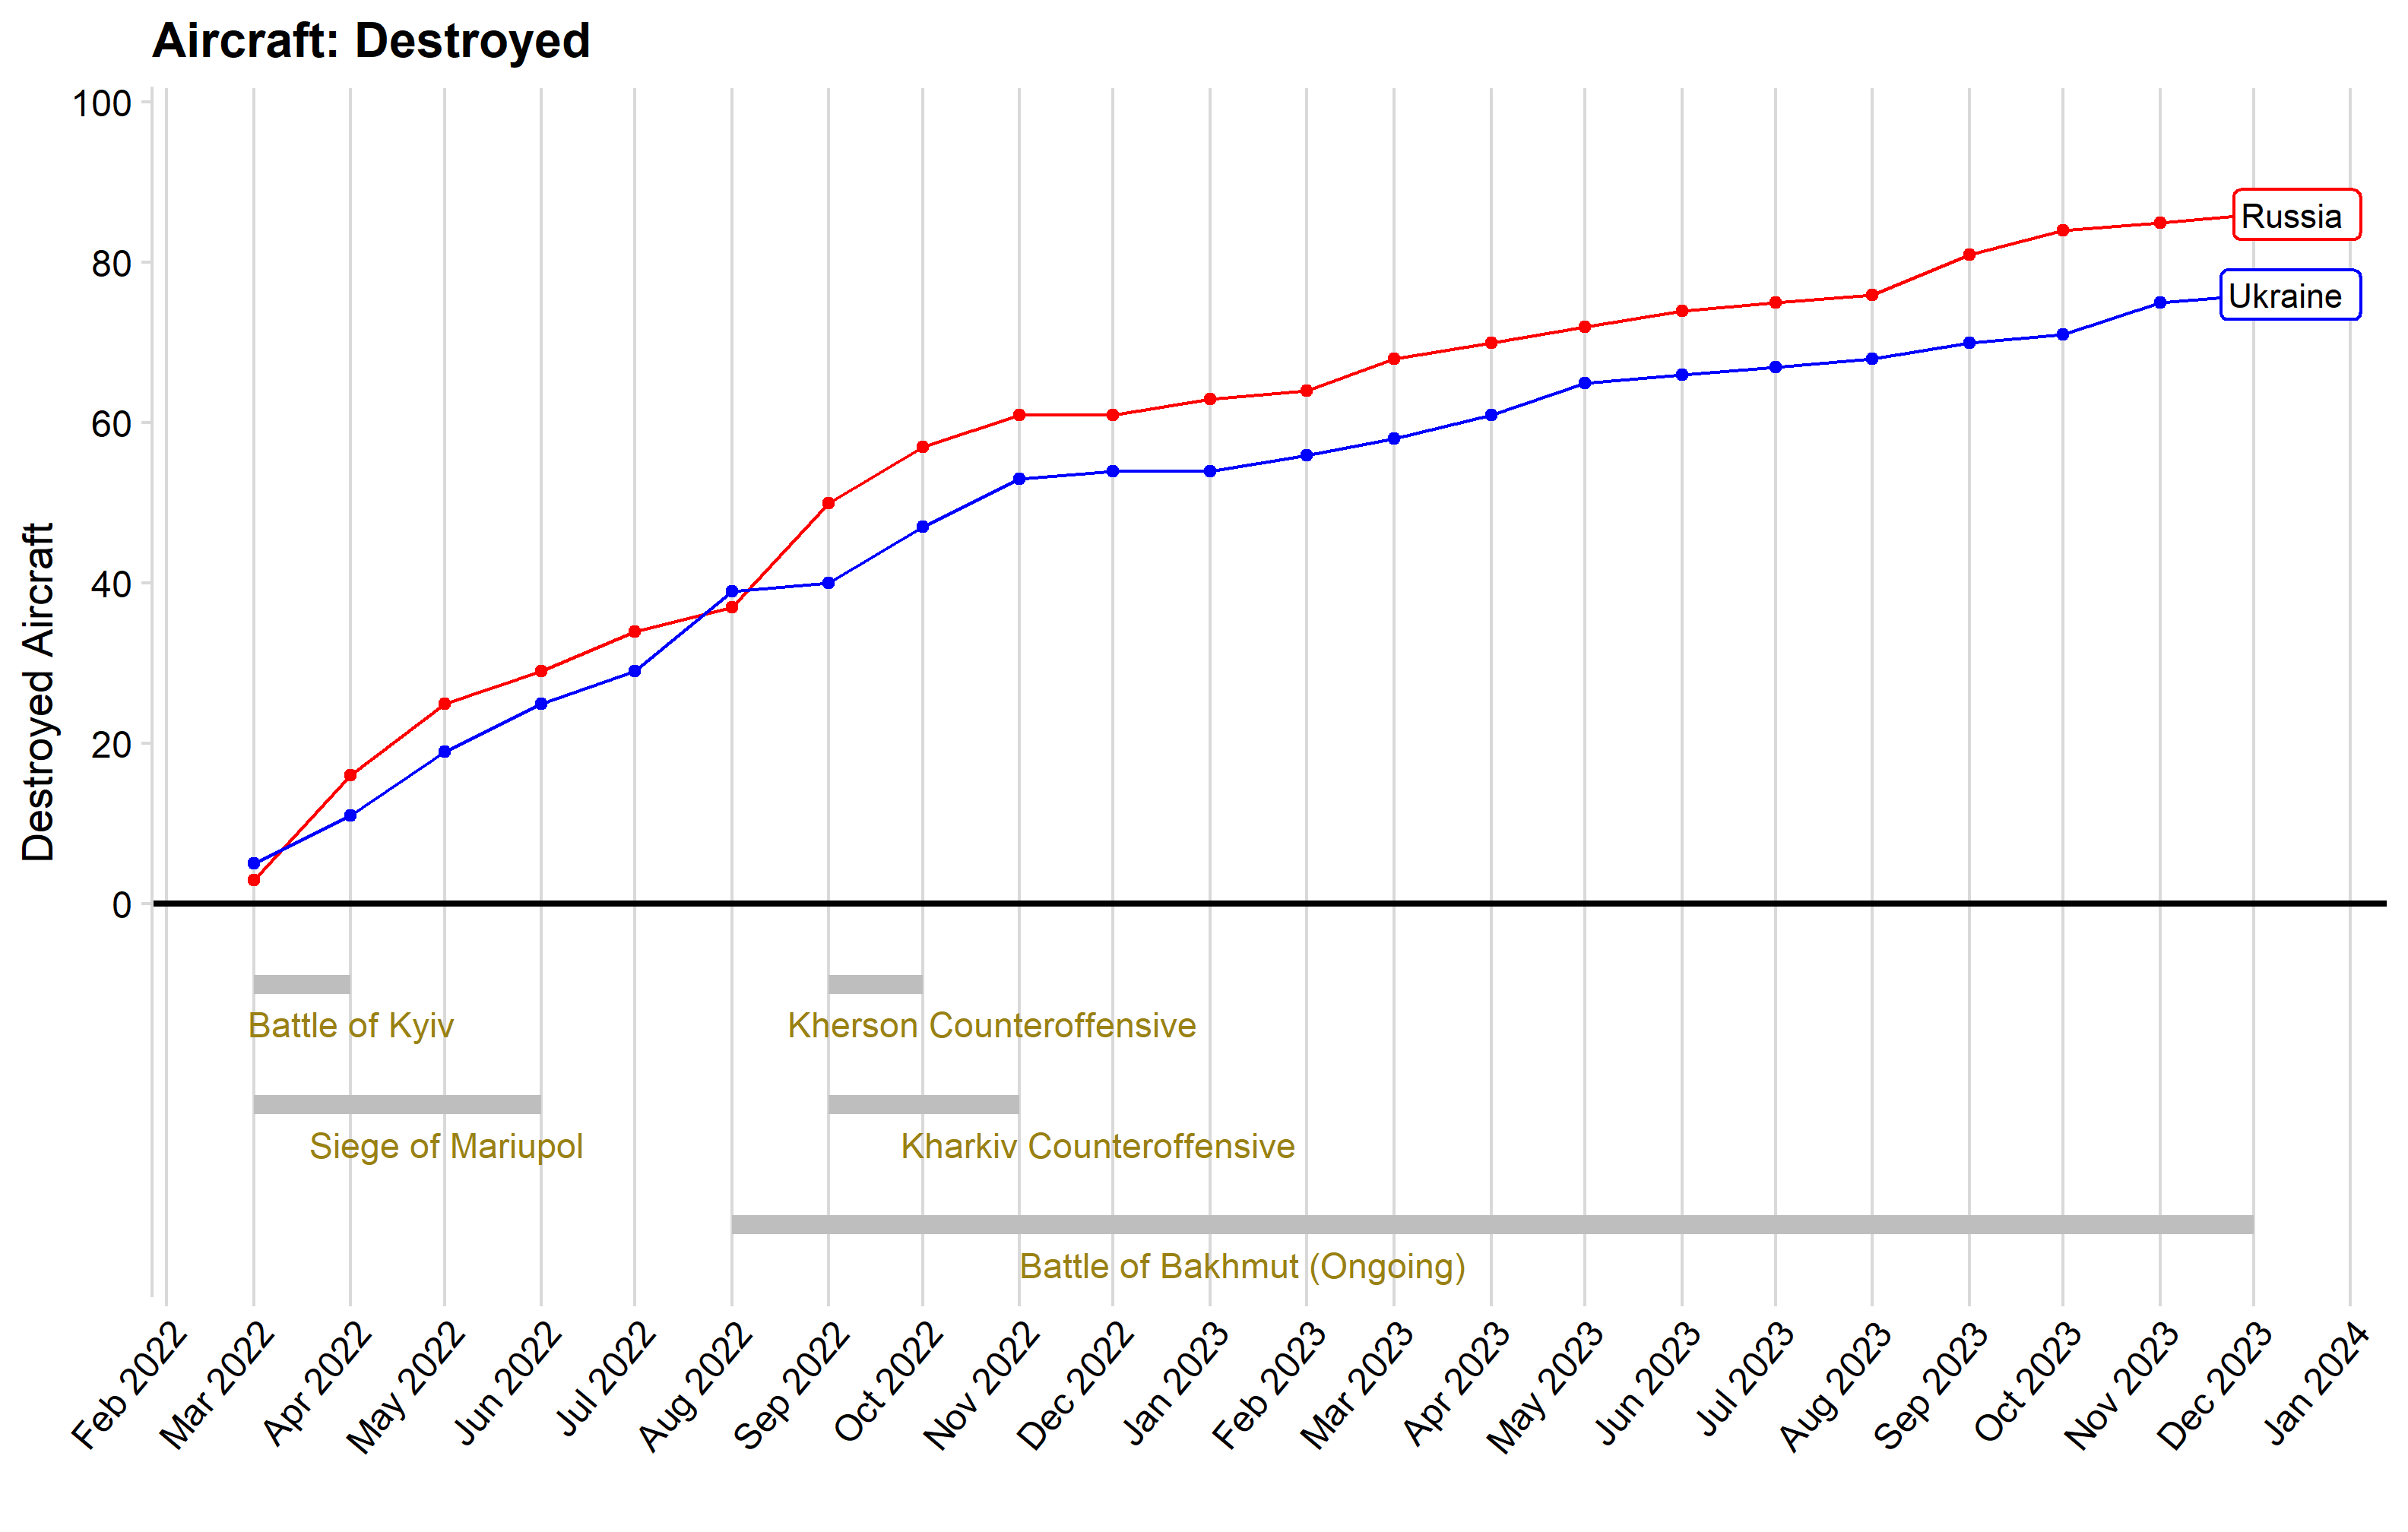 Aircraft: Destroyed
100
80
60
40
20
0
Destroyed Aircraft
Russia
Ukraine
Battle of Kyiv
Kherson Counteroffensive
Siege of Mariupol
Kharkiv Counteroffensive
Battle of Bakhmut (Ongoing)
Feb 2022
Mar 2022
Apr 2022
May 2022
Jun 2022
Jul 2022
Aug 2022
Sep 2022
Oct 2022
Nov 2022
Dec 2022
Jan 2023
Feb 2023
Mar 2023
Apr 2023
May 2023
Jun 2023
Jul 2023
Aug 2023
Sep 2023
Oct 2023
Nov 2023
Dec 2023
Jan 2024